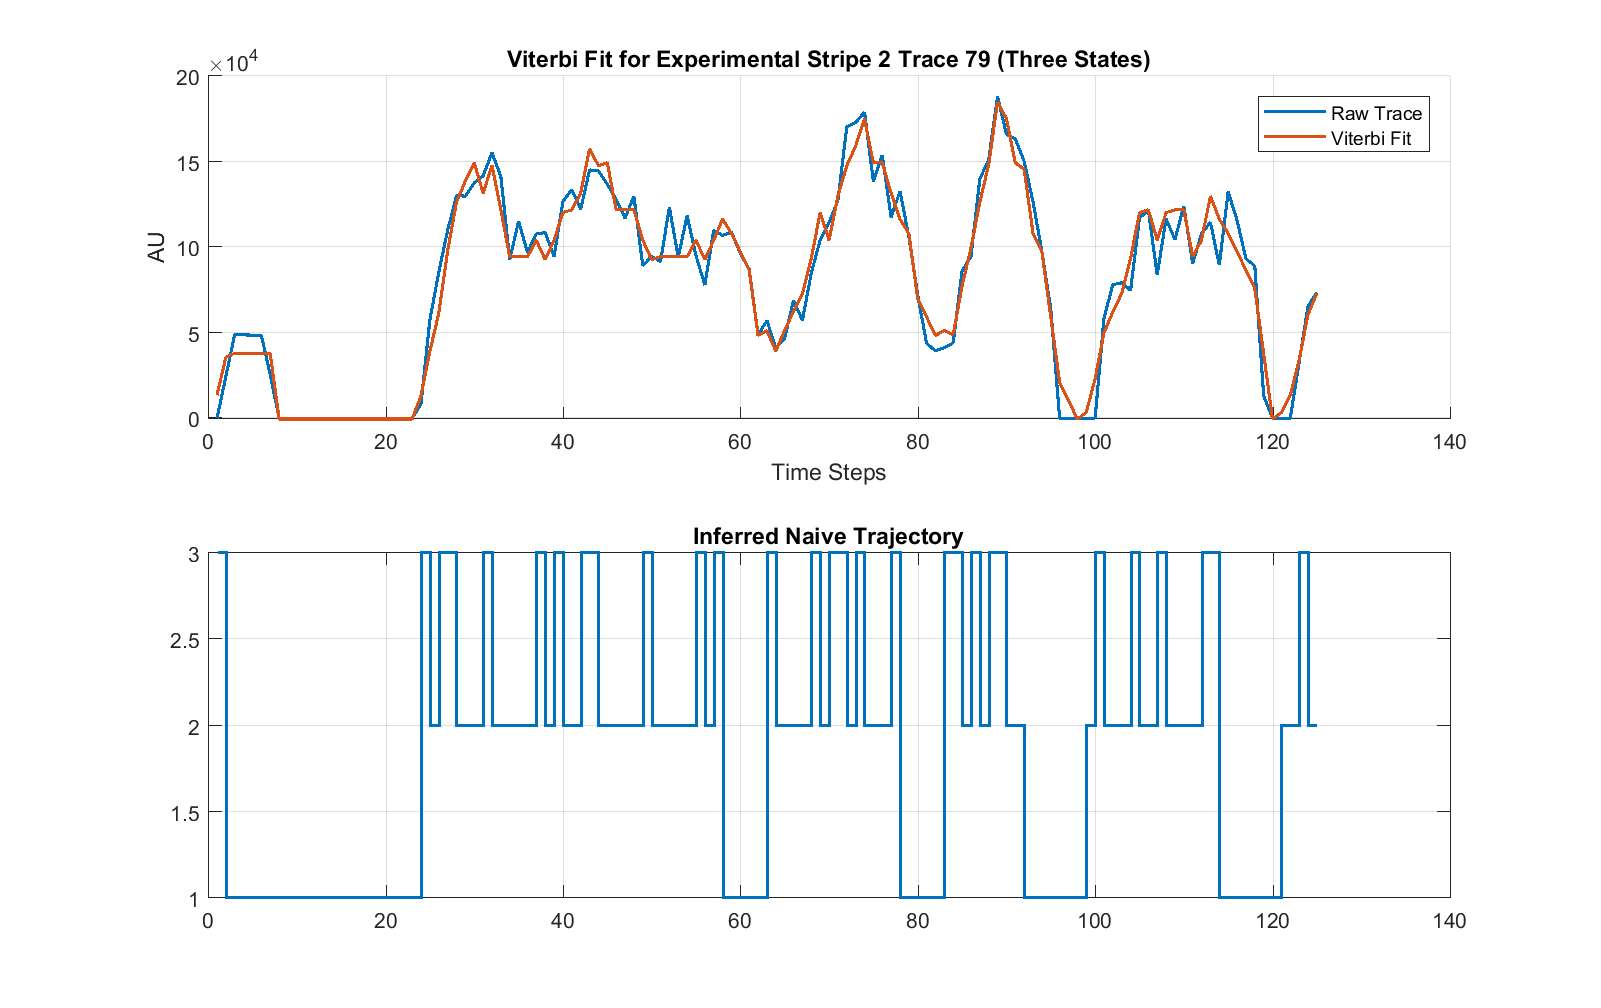 Viterbi Fit for Experimental Stripe 2 Trace 79 (Three States)
×10⁴
20
15
10
5
0
AU
Raw Trace
Viterbi Fit
0 20 40 60 80 100 120 140
Time Steps
Inferred Naive Trajectory
3
2.5
2
1.5
1
0 20 40 60 80 100 120 140